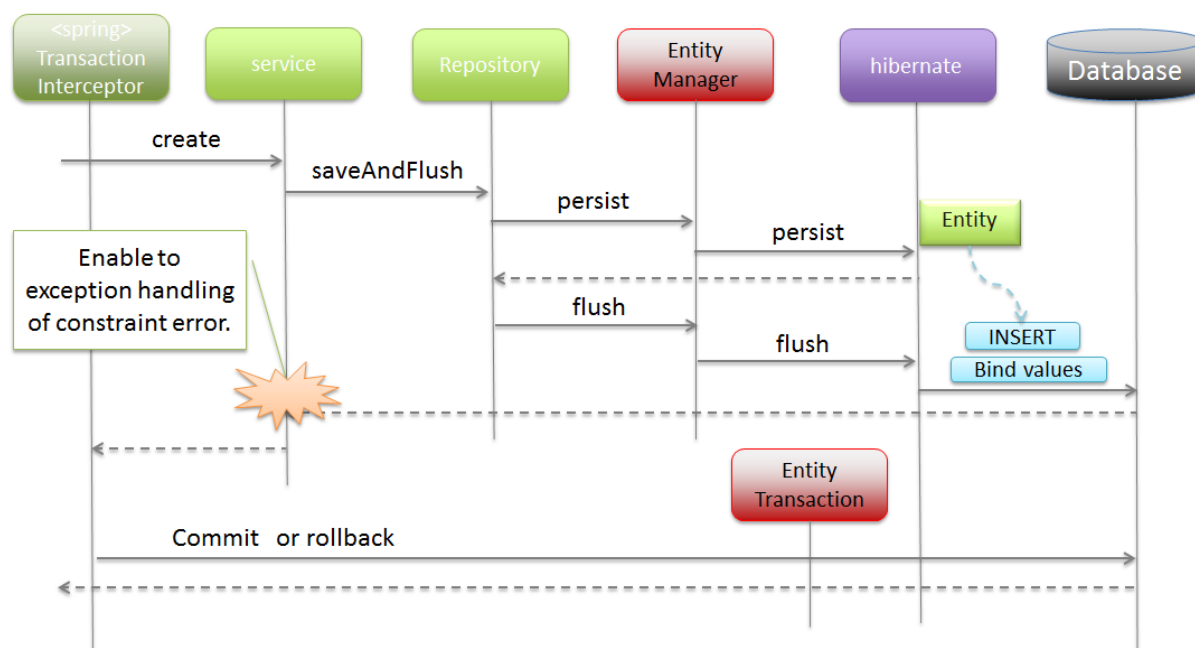 <spring>
Transaction
Interceptor
service
Repository
Entity
Manager
hibernate
Database
create
saveAndFlush
persist
persist
Entity
Enable to
exception handling
of constraint error.
flush
flush
INSERT
Bind values
Entity
Transaction
Commit or rollback